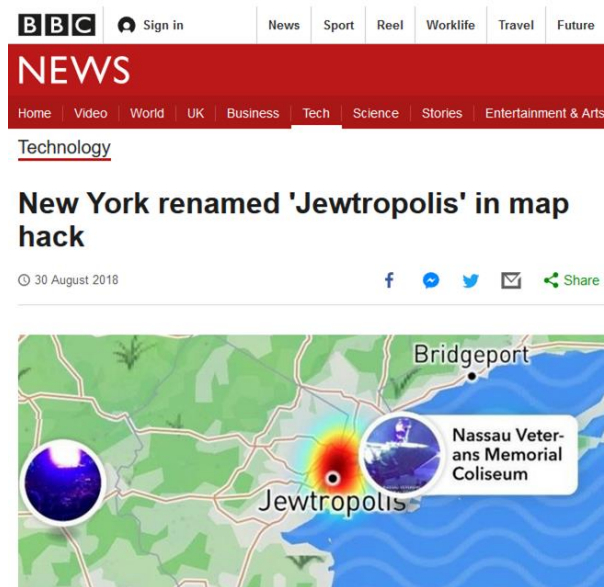 BBC Sign in News Sport Reel Worklife Travel Future
NEWS
Home Video World UK Business Tech Science Stories Entertainment & Arts
Technology
New York renamed 'Jewtropolis' in map
hack
30 August 2018 Share
Bridgeport
Nassau Veter-
ans Memorial
Coliseum
Jewtropolis